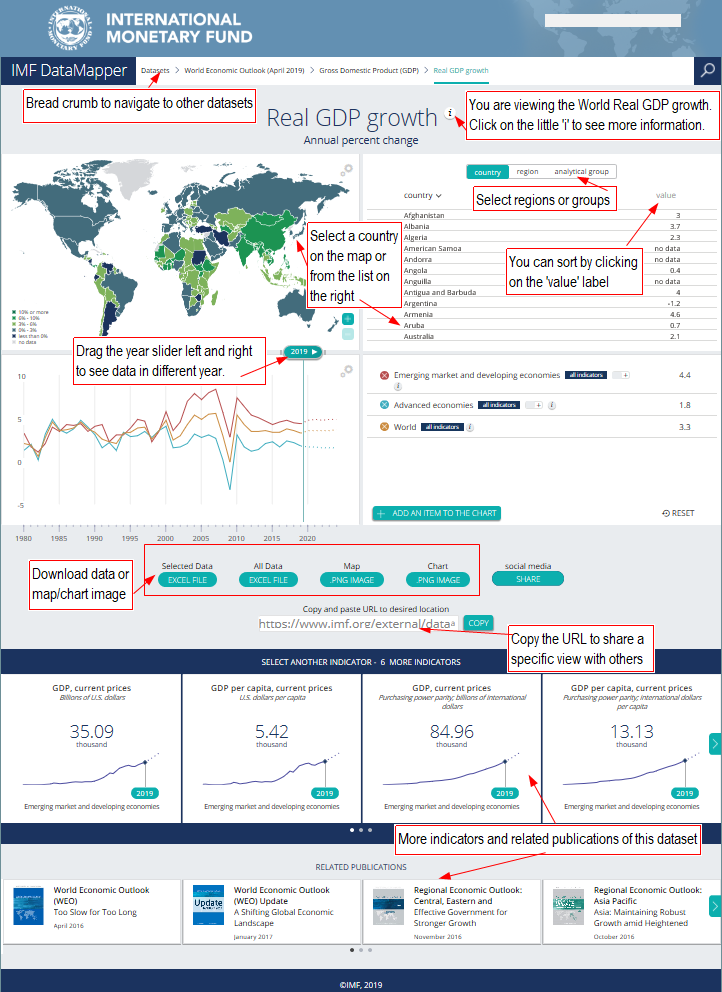 INTERNATIONAL
MONETARY FUND
IMF DataMapper
Datasets > World Economic Outlook (April 2019) > Gross Domestic Product (GDP) > Real GDP growth
Bread crumb to navigate to other datasets
Real GDP growth i
Annual percent change
You are viewing the World Real GDP growth.
Click on the little 'i' to see more information.
country region analytical group
Select regions or groups
country value
Afghanistan 3
Albania 3.7
Algeria 2.3
American Samoa no data
Andorra no data
Angola 0.4
Anguilla no data
Antigua and Barbuda 4
Argentina -1.2
Armenia 4.6
Aruba 0.7
Australia 2.1
Select a country
on the map or
from the list on
the right
You can sort by clicking
on the 'value' label
10% or more
6% - 10%
3% - 6%
0% - 3%
less than 0%
no data
+
−
Drag the year slider left and right
to see data in different year.
2019
10
5
0
-5
1980 1985 1990 1995 2000 2005 2010 2015 2020
Emerging market and developing economies all indicators + 4.4
i
Advanced economies all indicators + i 1.8
World all indicators i 3.3
+ ADD AN ITEM TO THE CHART
RESET
Download data or
map/chart image
Selected Data All Data Map Chart social media
EXCEL FILE EXCEL FILE .PNG IMAGE .PNG IMAGE SHARE
Copy and paste URL to desired location
https://www.imf.org/external/data COPY
Copy the URL to share a
specific view with others
SELECT ANOTHER INDICATOR - 6 MORE INDICATORS
GDP, current prices
Billions of U.S. dollars
35.09
thousand
2019
Emerging market and developing economies
GDP per capita, current prices
U.S. dollars per capita
5.42
thousand
2019
Emerging market and developing economies
GDP, current prices
Purchasing power parity; billions of international
dollars
84.96
thousand
2019
Emerging market and developing economies
GDP per capita, current prices
Purchasing power parity; international dollars
per capita
13.13
thousand
2019
Emerging market and developing economies
More indicators and related publications of this dataset
RELATED PUBLICATIONS
World Economic Outlook
(WEO)
Too Slow for Too Long
April 2016
Update
World Economic Outlook
(WEO) Update
A Shifting Global Economic
Landscape
January 2017
Regional Economic Outlook:
Central, Eastern and
Effective Government for
Stronger Growth
November 2016
Regional Economic Outlook:
Asia Pacific
Asia: Maintaining Robust
Growth amid Heightened
October 2016
©IMF, 2019